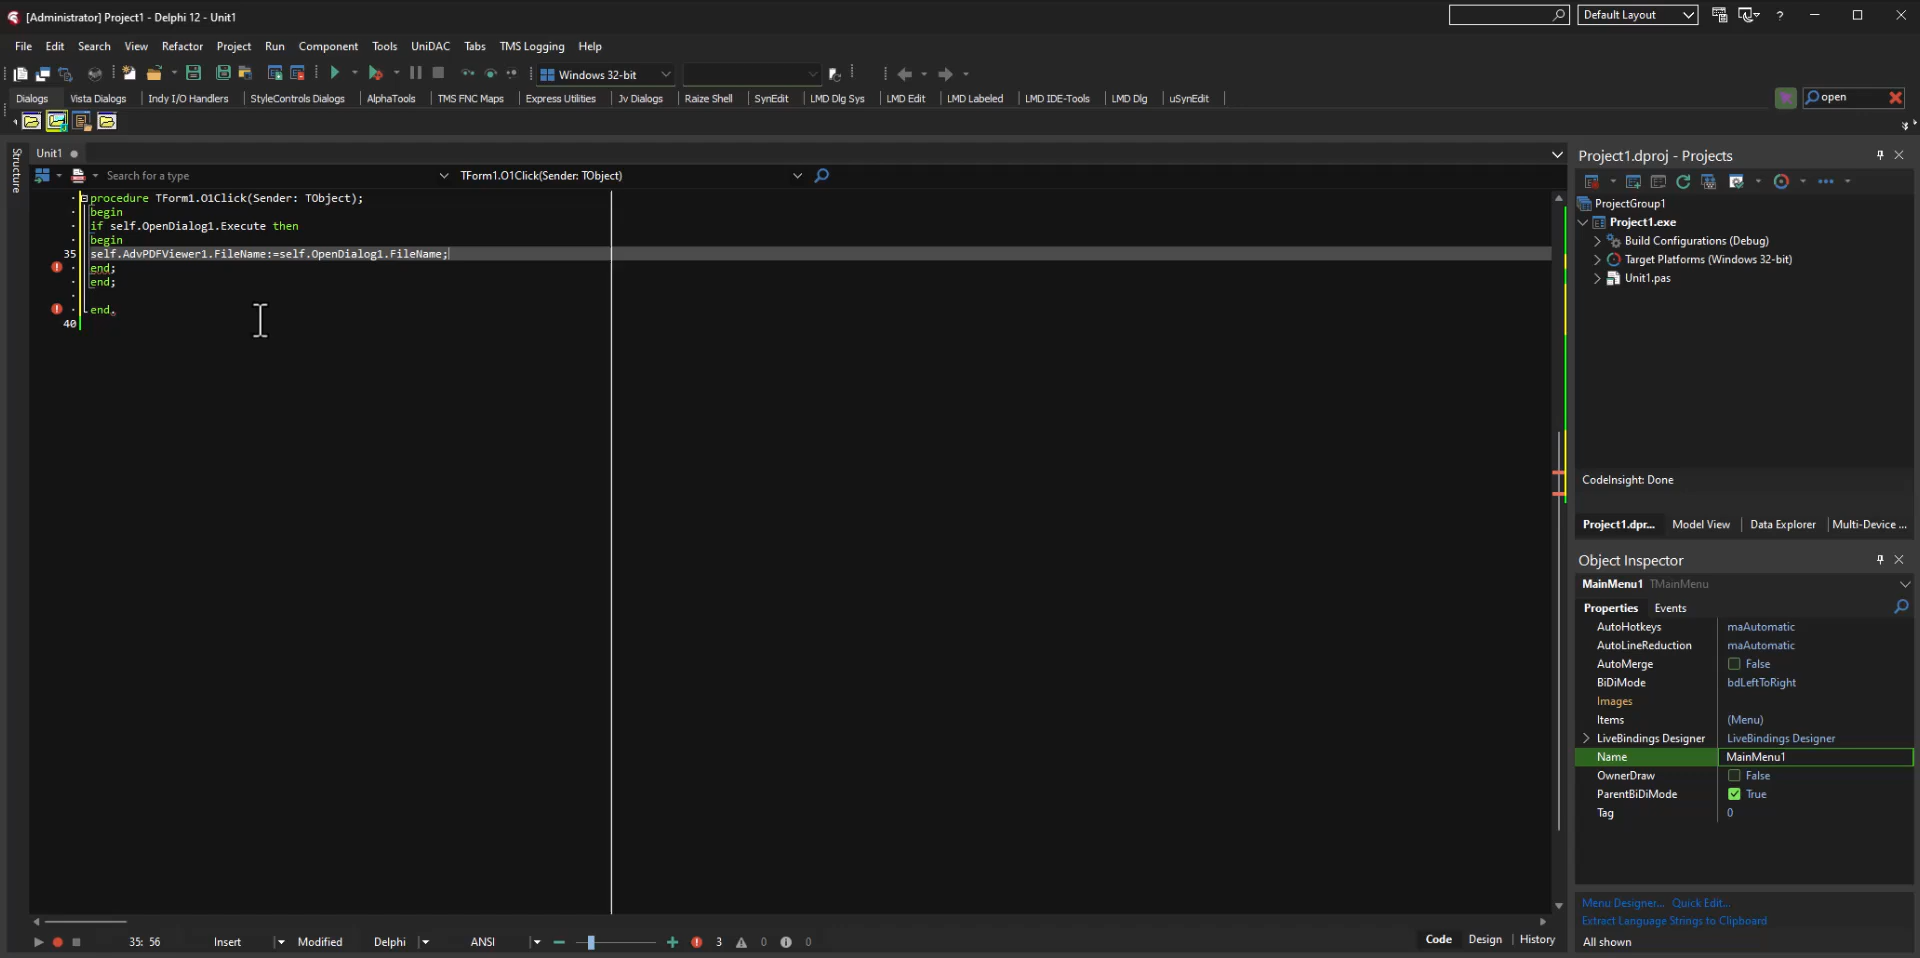 [Administrator] Project1 - Delphi 12 - Unit1
Default Layout
?
File Edit Search View Refactor Project Run Component Tools UniDAC Tabs TMS Logging Help
Windows 32-bit
Dialogs Vista Dialogs Indy I/O Handlers StyleControls Dialogs AlphaTools TMS FNC Maps Express Utilities Jv Dialogs Raize Shell SynEdit LMD Dlg Sys LMD Edit LMD Labeled LMD IDE-Tools LMD Dlg uSynEdit
open
Structure
Unit1
Search for a type
TForm1.O1Click(Sender: TObject)
procedure TForm1.O1Click(Sender: TObject);
begin
if self.OpenDialog1.Execute then
begin
35 self.AdvPDFViewer1.FileName:=self.OpenDialog1.FileName;
end;
end;
end.
40
Project1.dproj - Projects
ProjectGroup1
Project1.exe
Build Configurations (Debug)
Target Platforms (Windows 32-bit)
Unit1.pas
CodeInsight: Done
Project1.dpr... Model View Data Explorer Multi-Device ...
Object Inspector
MainMenu1 TMainMenu
Properties Events
AutoHotkeys maAutomatic
AutoLineReduction maAutomatic
AutoMerge False
BiDiMode bdLeftToRight
Images
Items (Menu)
LiveBindings Designer LiveBindings Designer
Name MainMenu1
OwnerDraw False
ParentBiDiMode True
Tag 0
Menu Designer... Quick Edit...
Extract Language Strings to Clipboard
All shown
35: 56 Insert Modified Delphi ANSI 3 0 0
Code Design History